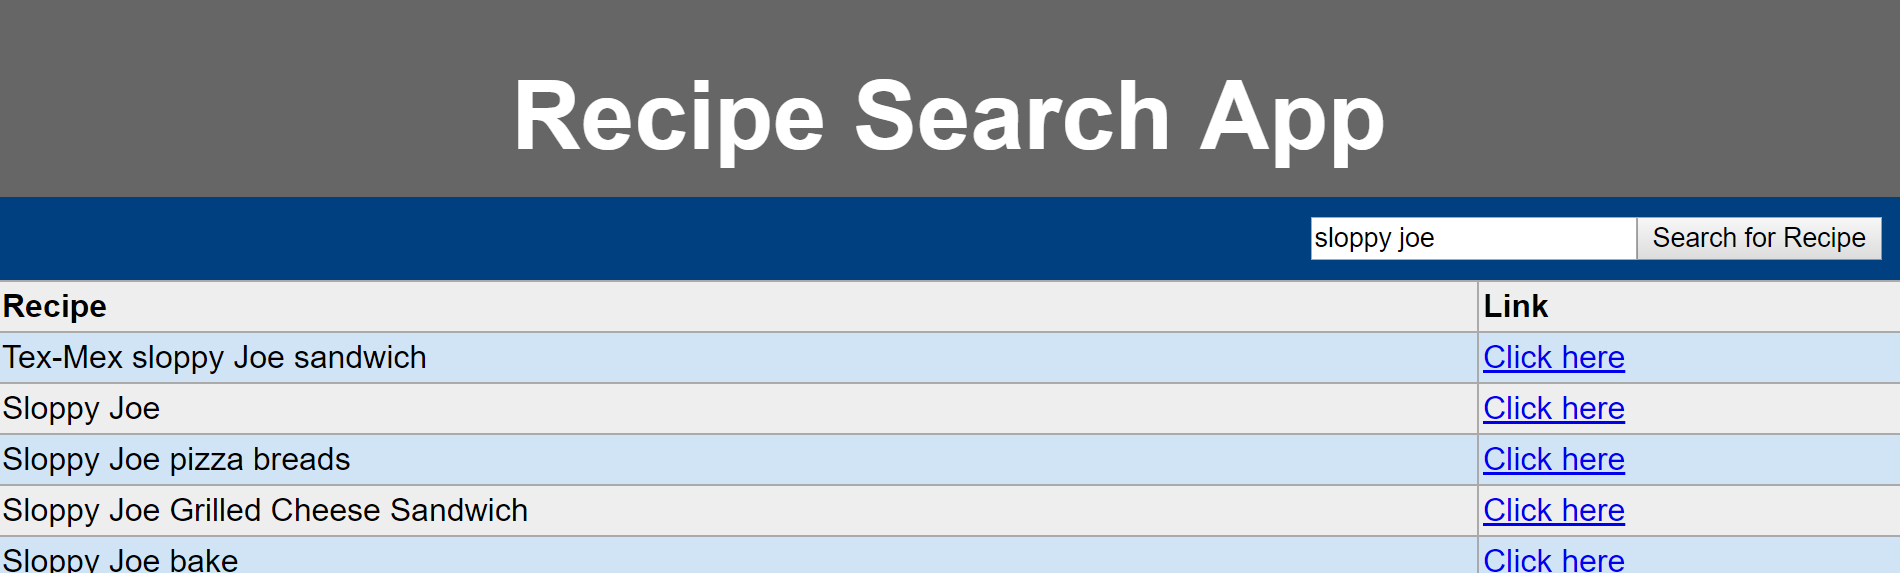 Recipe Search App
sloppy joe Search for Recipe
Recipe Link
Tex-Mex sloppy Joe sandwich Click here
Sloppy Joe Click here
Sloppy Joe pizza breads Click here
Sloppy Joe Grilled Cheese Sandwich Click here
Sloppy Joe bake Click here